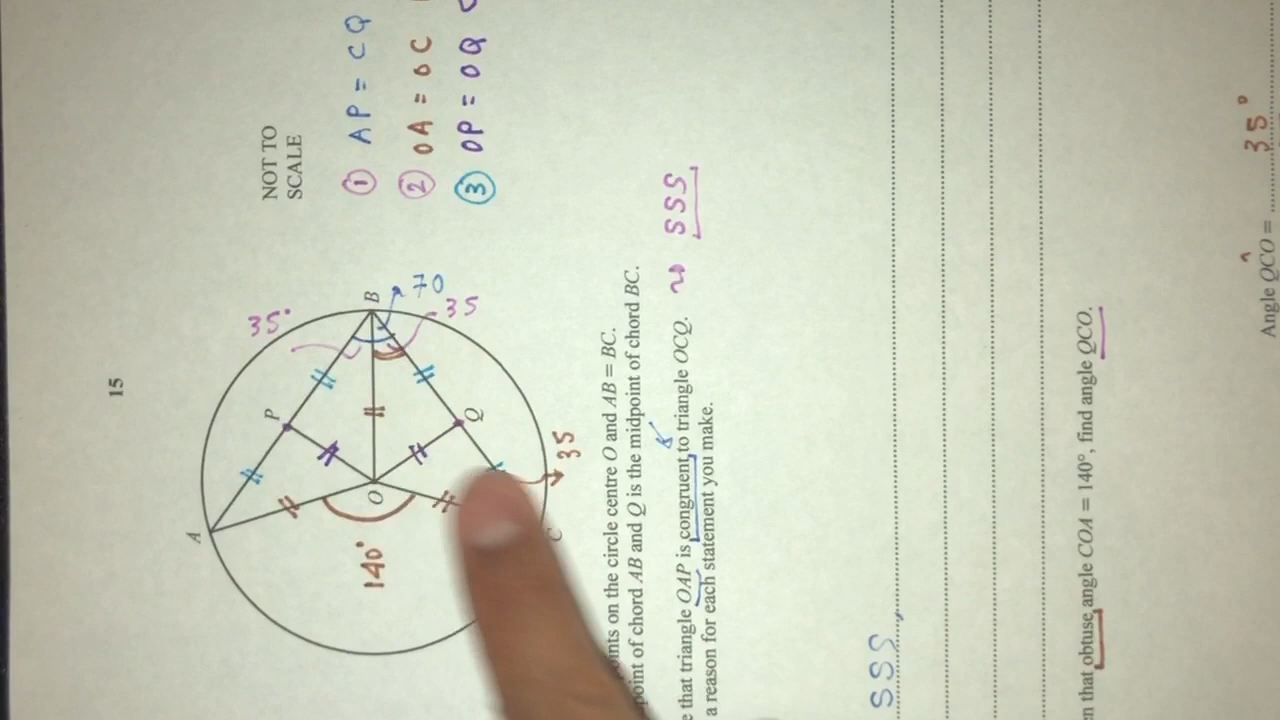 15
NOT TO
SCALE
① AP = CQ
② OA = OC
③ OP = OQ
A
P
B
O
Q
C
35°
70
35
140°
35
points on the circle centre O and AB = BC.
point of chord AB and Q is the midpoint of chord BC.
that triangle OAP is congruent to triangle OCQ. SSS
a reason for each statement you make.
SSS
that obtuse angle COA = 140°, find angle QCO.
Angle QCO = 35°